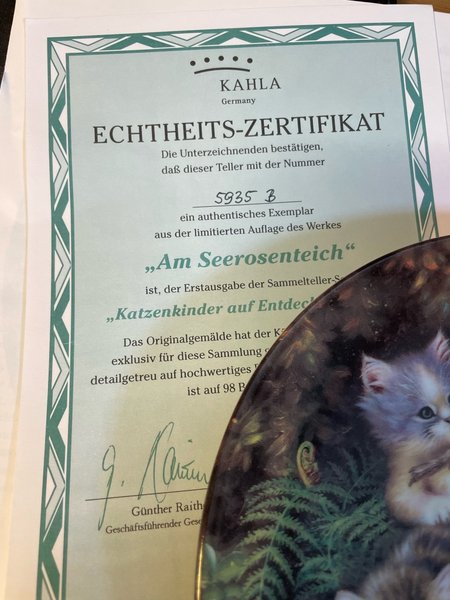 KAHLA
Germany
ECHTHEITS-ZERTIFIKAT
Die Unterzeichnenden bestätigen,
daß dieser Teller mit der Nummer
5935 B
ein authentisches Exemplar
aus der limitierten Auflage des Werkes
„Am Seerosenteich“
ist, der Erstausgabe der Sammelteller-S
„Katzenkinder auf Entdec
Das Originalgemälde hat der K
exklusiv für diese Sammlung
detailgetreu auf hochwertiges
ist auf 98 B
Günther Raith
Geschäftsführender Gese